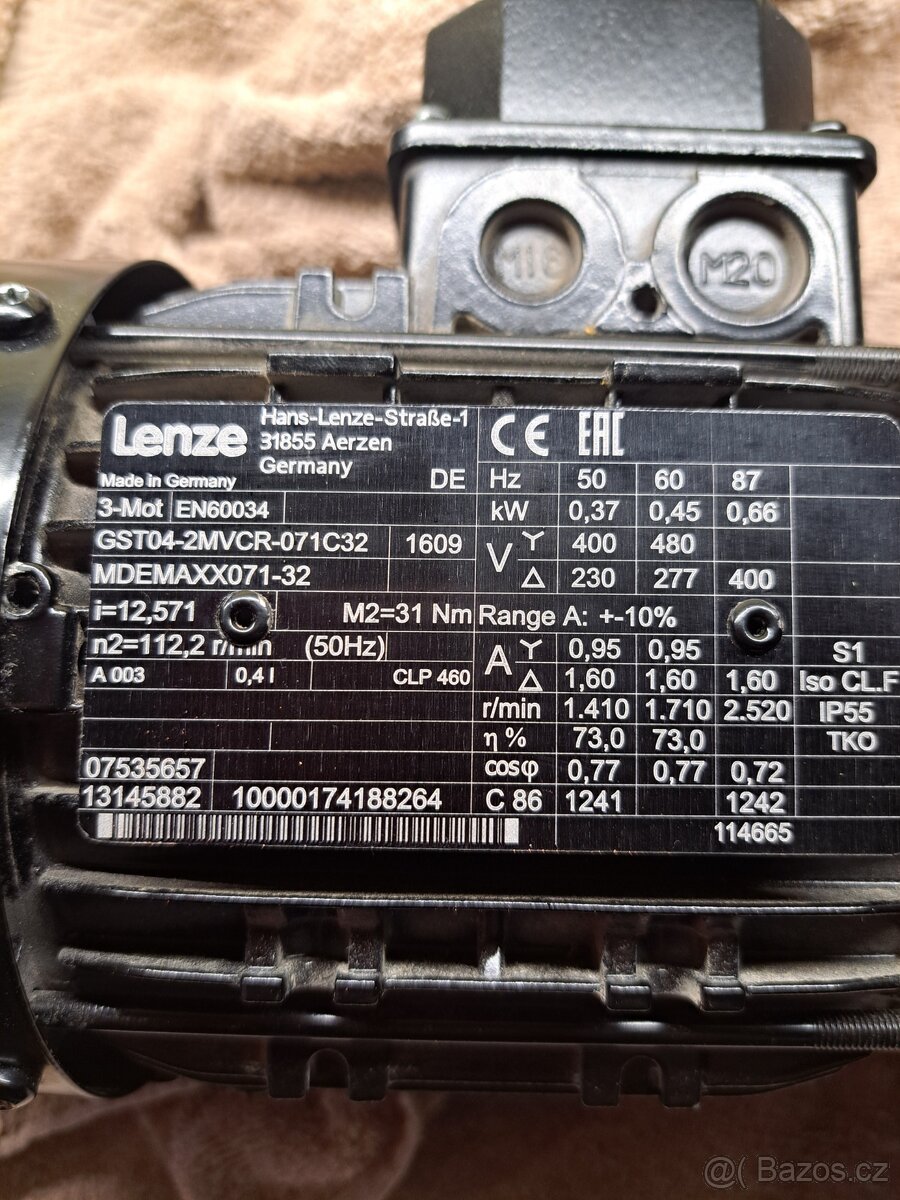 M16
M20
Lenze
Hans-Lenze-Straße-1
31855 Aerzen
Germany
Made in Germany DE
CE EAC
Hz 50 60 87
3-Mot EN60034
kW 0,37 0,45 0,66
GST04-2MVCR-071C32 1609
V Y 400 480
MDEMAXX071-32
△ 230 277 400
i=12,571 M2=31 Nm
Range A: +-10%
n2=112,2 r/min (50Hz)
A Y 0,95 0,95 S1
A 003 0,4 l CLP 460
△ 1,60 1,60 1,60 Iso CL.F
r/min 1.410 1.710 2.520 IP55
η % 73,0 73,0 TKO
07535657
cosφ 0,77 0,77 0,72
13145882 10000174188264
C 86 1241 1242
114665
@( Bazos.cz